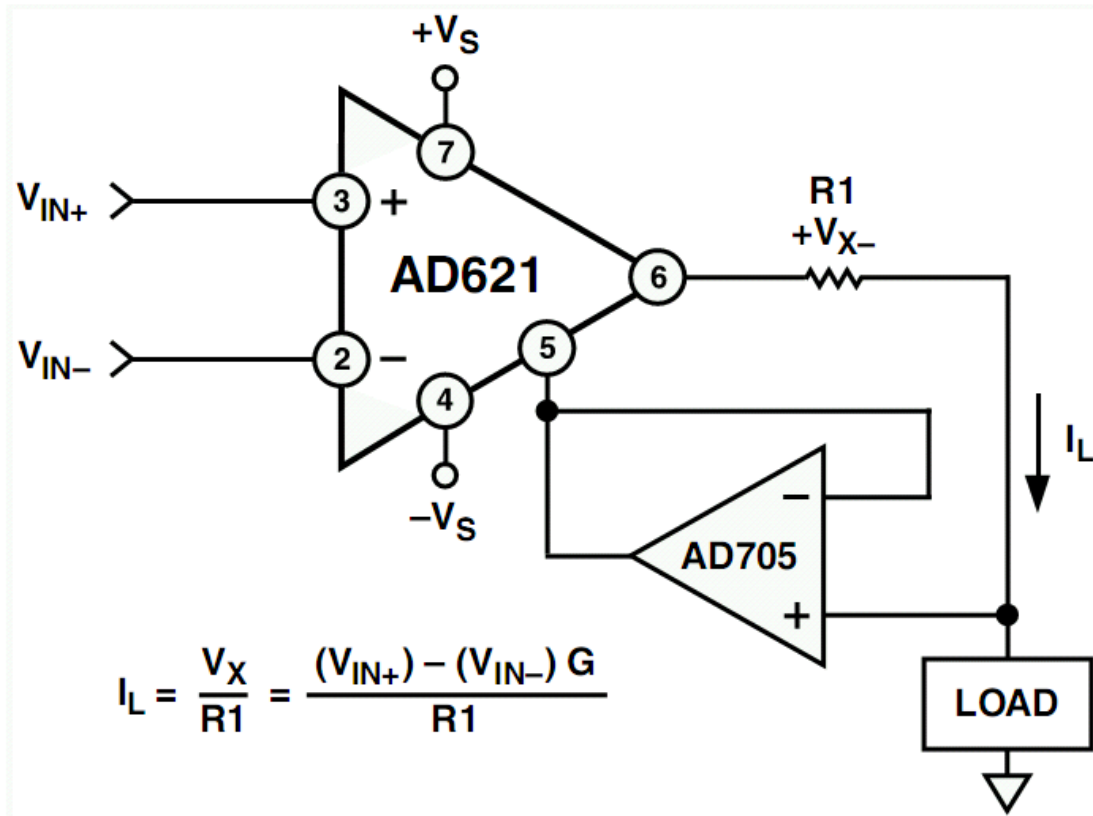 +VS
7
VIN+
3
+
R1
+VX–
AD621
6
5
VIN–
2
–
4
–VS
IL
–
AD705
+
IL = VX/R1 = (VIN+) – (VIN–) G/R1
LOAD